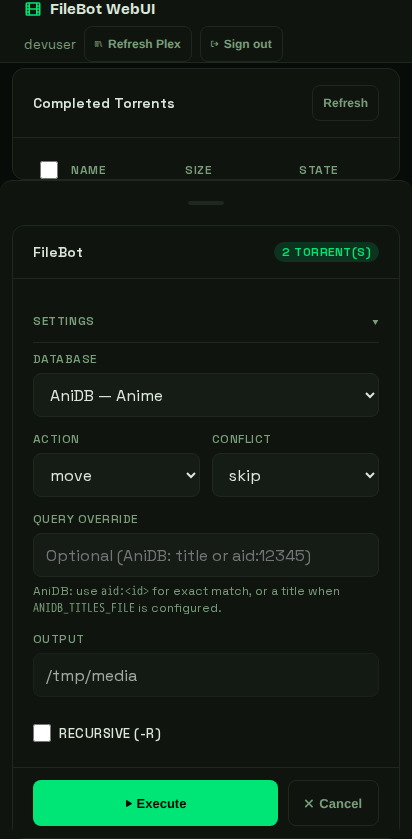 FileBot WebUI
devuser Refresh Plex Sign out
Completed Torrents Refresh
NAME SIZE STATE
FileBot 2 TORRENT(S)
SETTINGS ▾
DATABASE
AniDB — Anime
ACTION CONFLICT
move skip
QUERY OVERRIDE
Optional (AniDB: title or aid:12345)
AniDB: use aid:<id> for exact match, or a title when
ANIDB_TITLES_FILE is configured.
OUTPUT
/tmp/media
RECURSIVE (-R)
Execute Cancel